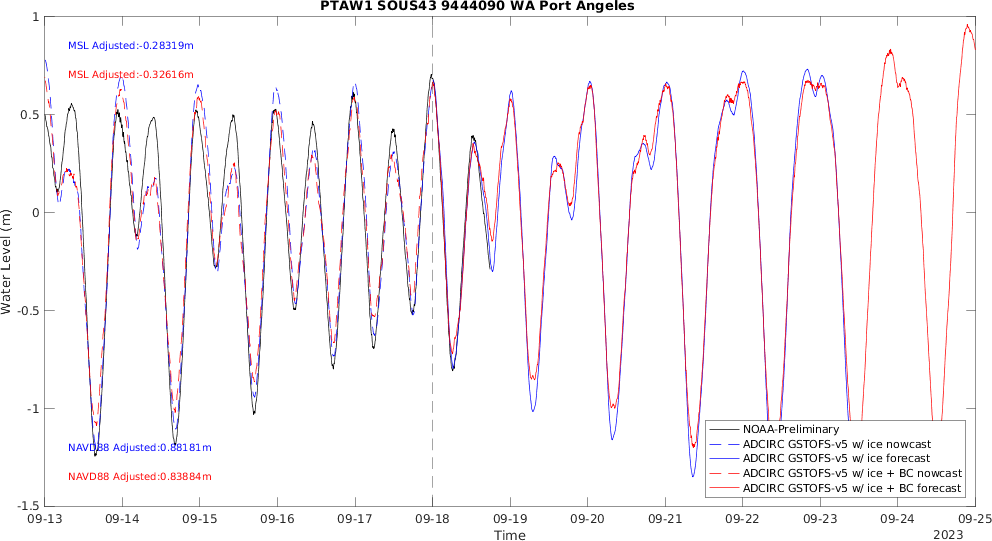 PTAW1 SOUS43 9444090 WA Port Angeles
MSL Adjusted:-0.28319m
MSL Adjusted:-0.32616m
NAVD88 Adjusted:0.88181m
NAVD88 Adjusted:0.83884m
Water Level (m)
1
0.5
0
-0.5
-1
-1.5
NOAA-Preliminary
ADCIRC GSTOFS-v5 w/ ice nowcast
ADCIRC GSTOFS-v5 w/ ice forecast
ADCIRC GSTOFS-v5 w/ ice + BC nowcast
ADCIRC GSTOFS-v5 w/ ice + BC forecast
09-13 09-14 09-15 09-16 09-17 09-18 09-19 09-20 09-21 09-22 09-23 09-24 09-25
Time
2023